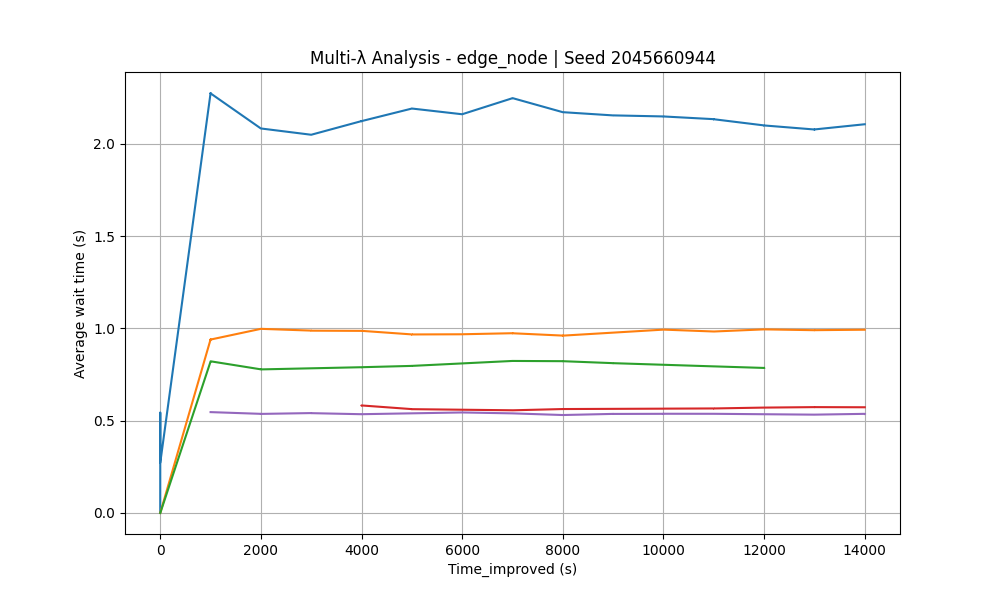 Multi-λ Analysis - edge_node | Seed 2045660944
Average wait time (s)
2.0
1.5
1.0
0.5
0.0
0 2000 4000 6000 8000 10000 12000 14000
Time_improved (s)